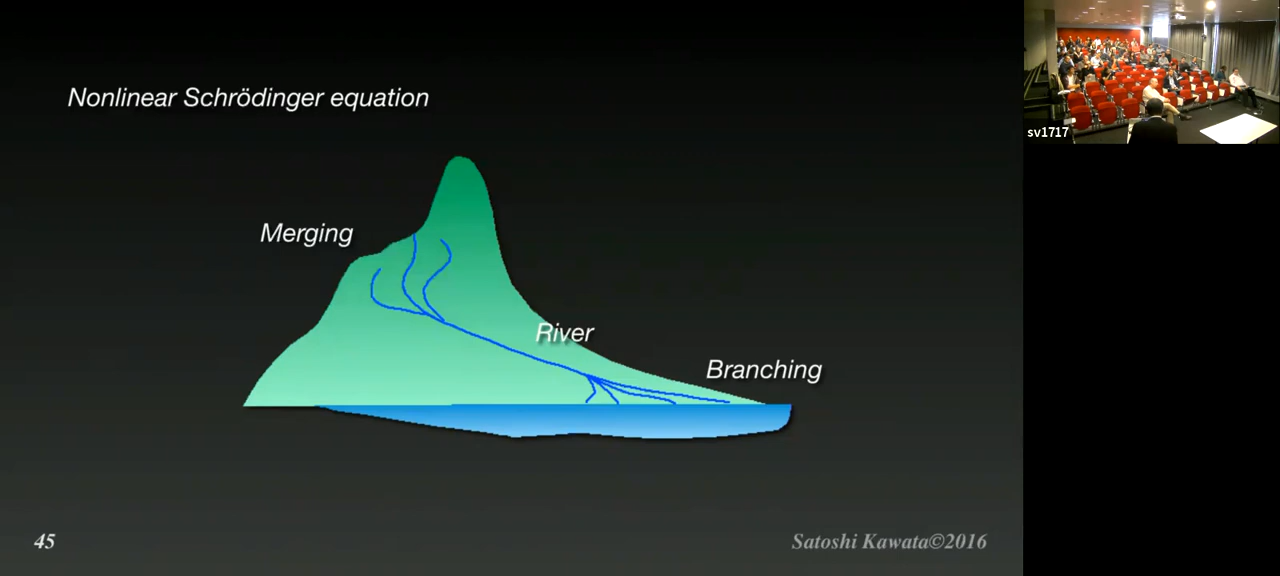 Nonlinear Schrödinger equation
Merging
River
Branching
45
Satoshi Kawata©2016
sv1717